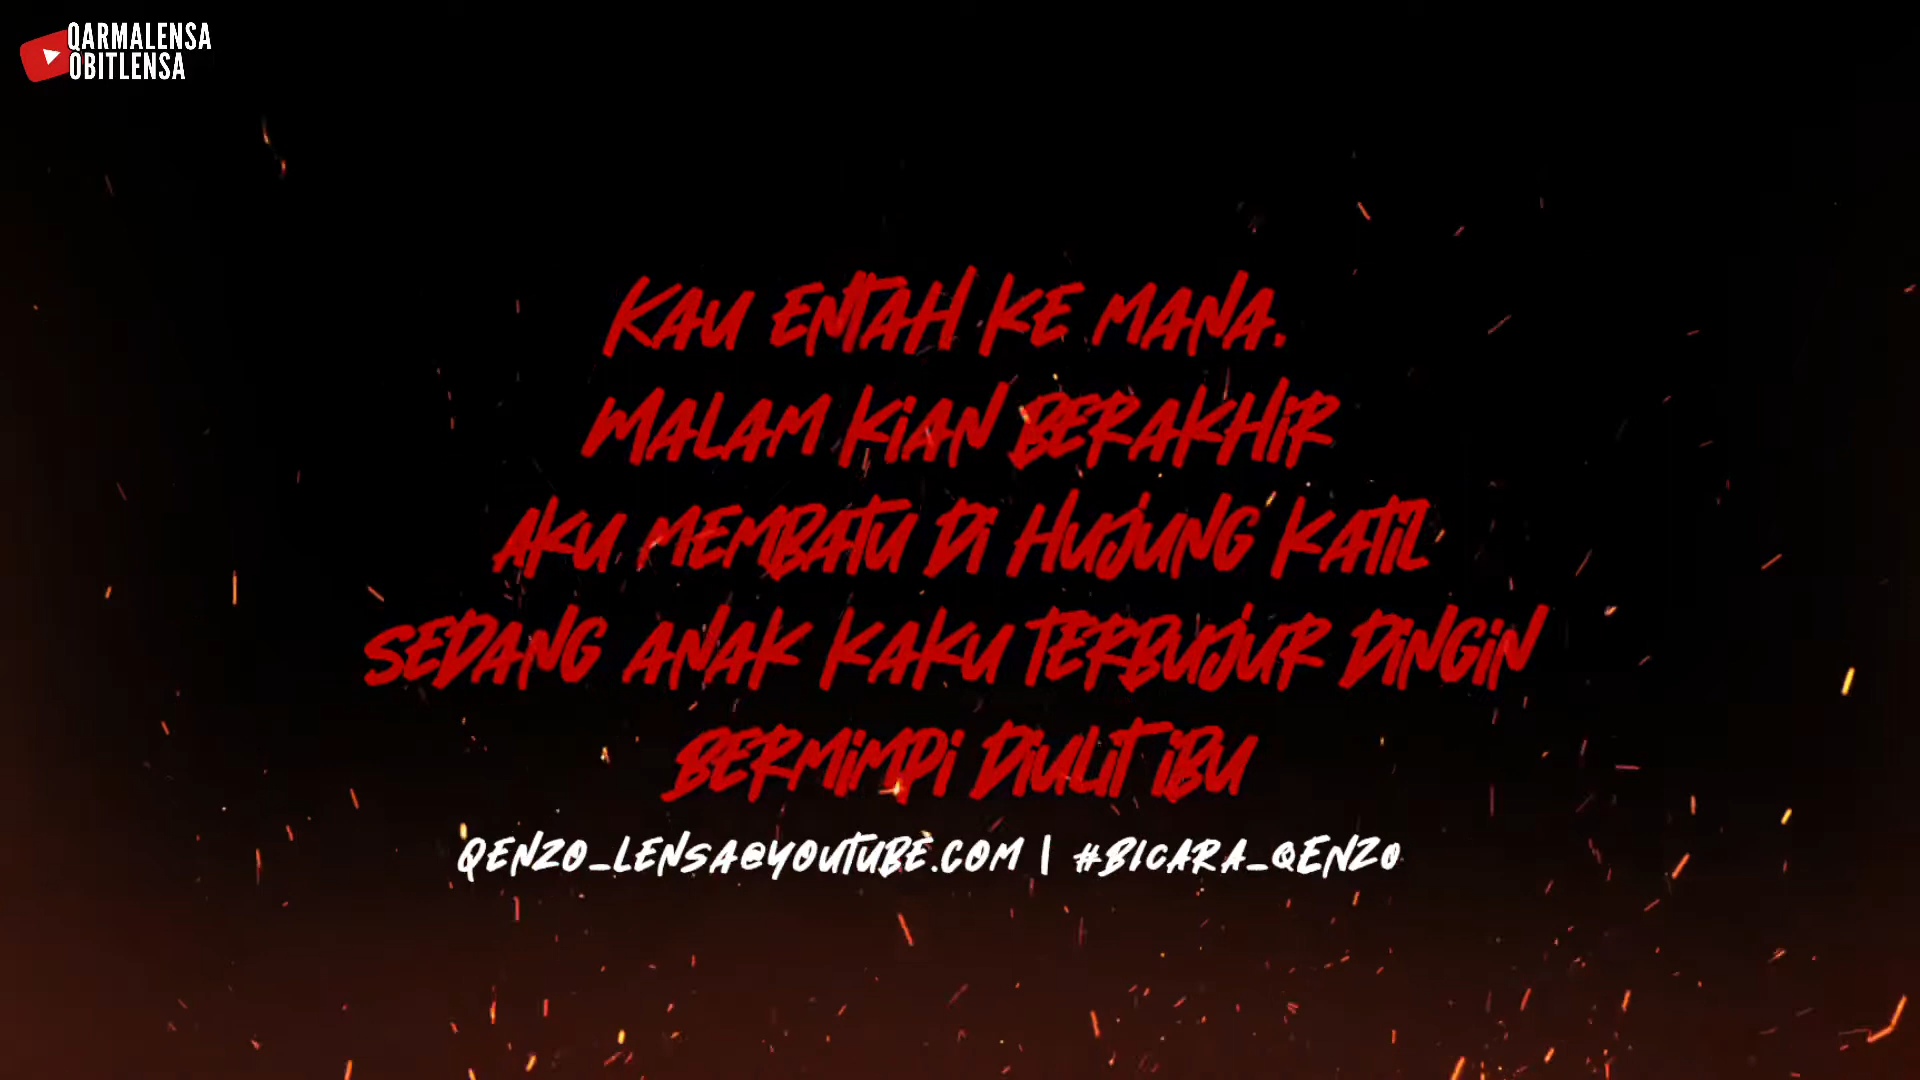 QARMALENSA
OBITLENSA
KAU ENTAH KE MANA.
MALAM KiAN BERAKHiR
AKU MEMBATU Di HUJUNG KATiL
SEDANG ANAK KAKU TERBUJUR DiNGiN
BERMiMPi DiULiT iBU
QENZO_LENSA@YOUTUBE.COM | #BICARA_QENZO